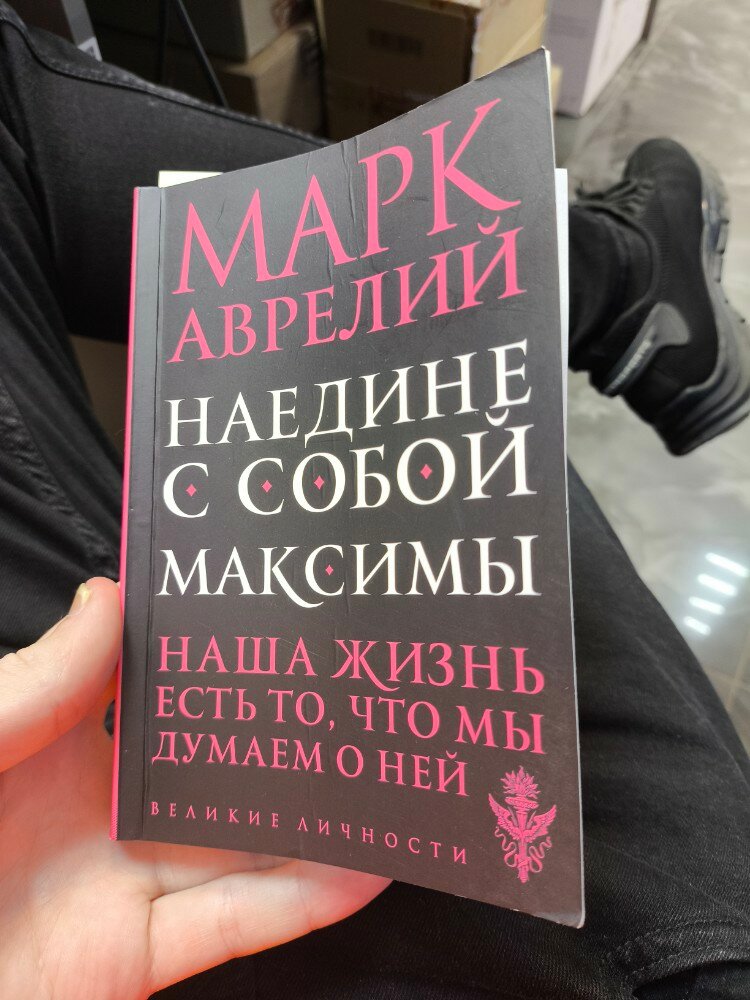 МАРК
АВРЕЛИЙ
НАЕДИНЕ
С СОБОЙ
МАКСИМЫ
НАША ЖИЗНЬ
ЕСТЬ ТО, ЧТО МЫ
ДУМАЕМ О НЕЙ
ВЕЛИКИЕ ЛИЧНОСТИ